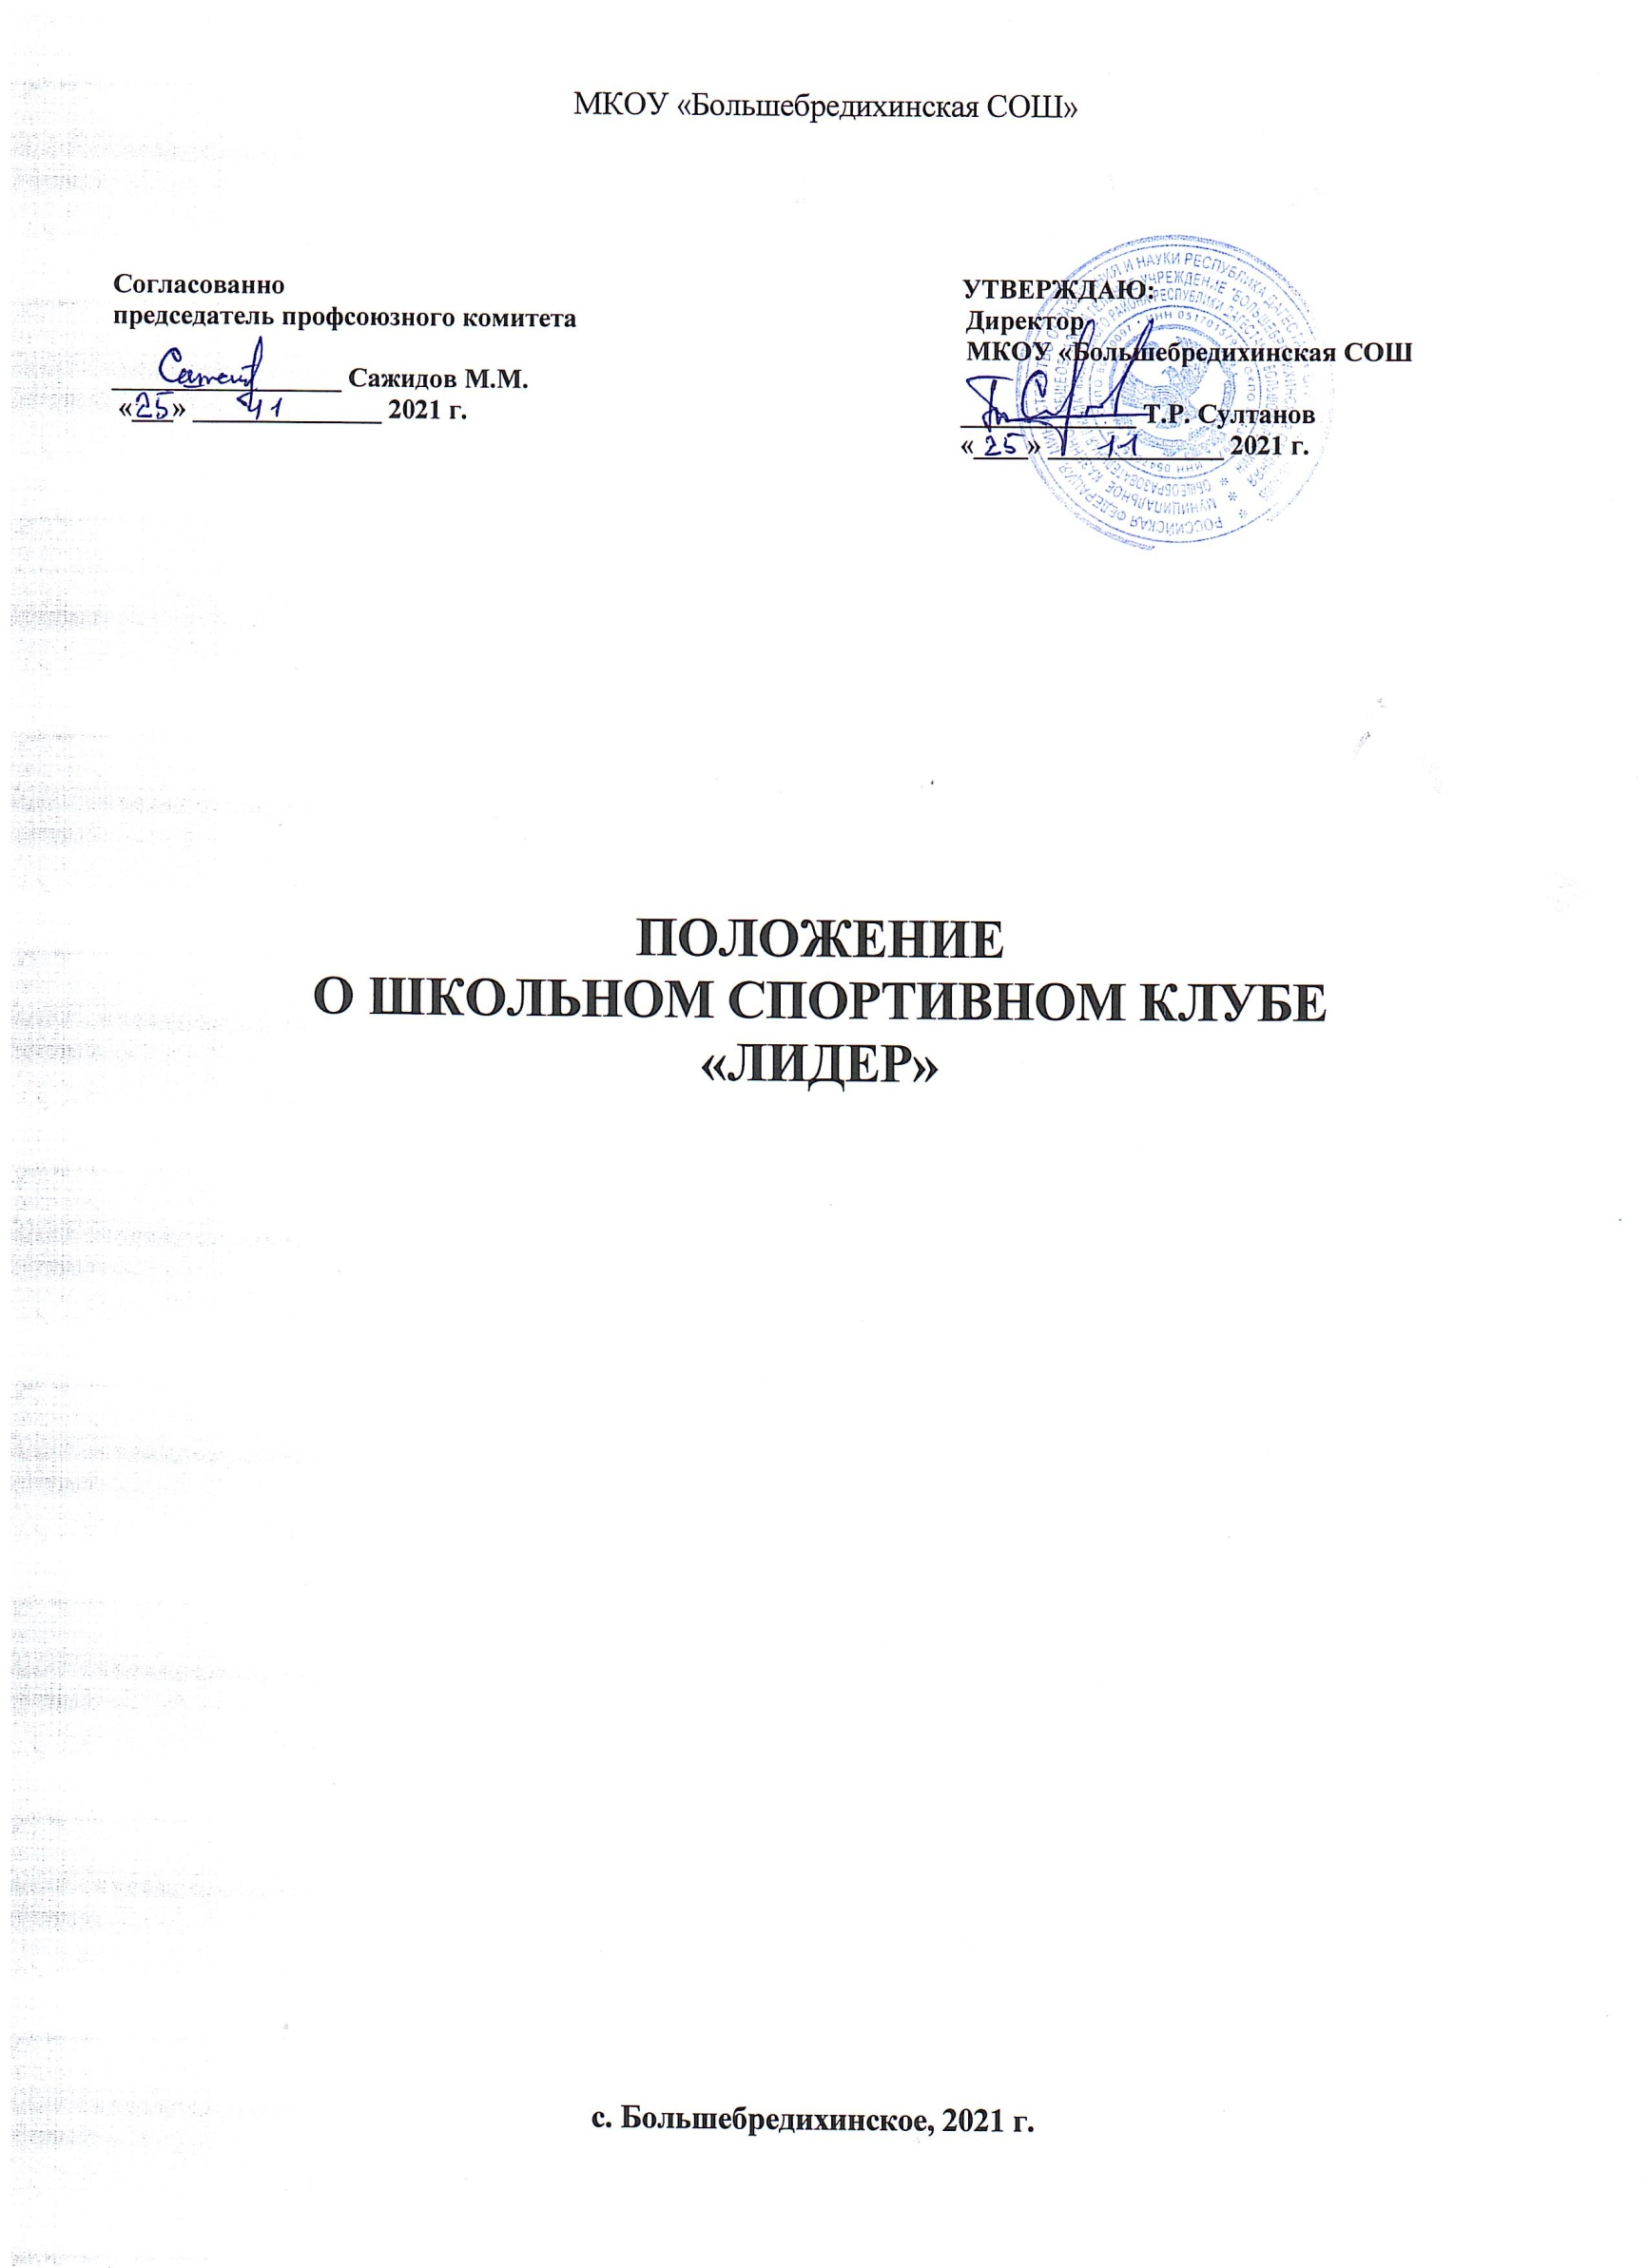 МКОУ «Большебредихинская СОШ»
Согласованно
председатель профсоюзного комитета
Сажидов М.М.
«25» 11 2021 г.
УТВЕРЖДАЮ:
Директор
МКОУ «Большебредихинская СОШ
Т.Р. Султанов
«25» 11 2021 г.
ПОЛОЖЕНИЕ
О ШКОЛЬНОМ СПОРТИВНОМ КЛУБЕ
«ЛИДЕР»
с. Большебредихинское, 2021 г.